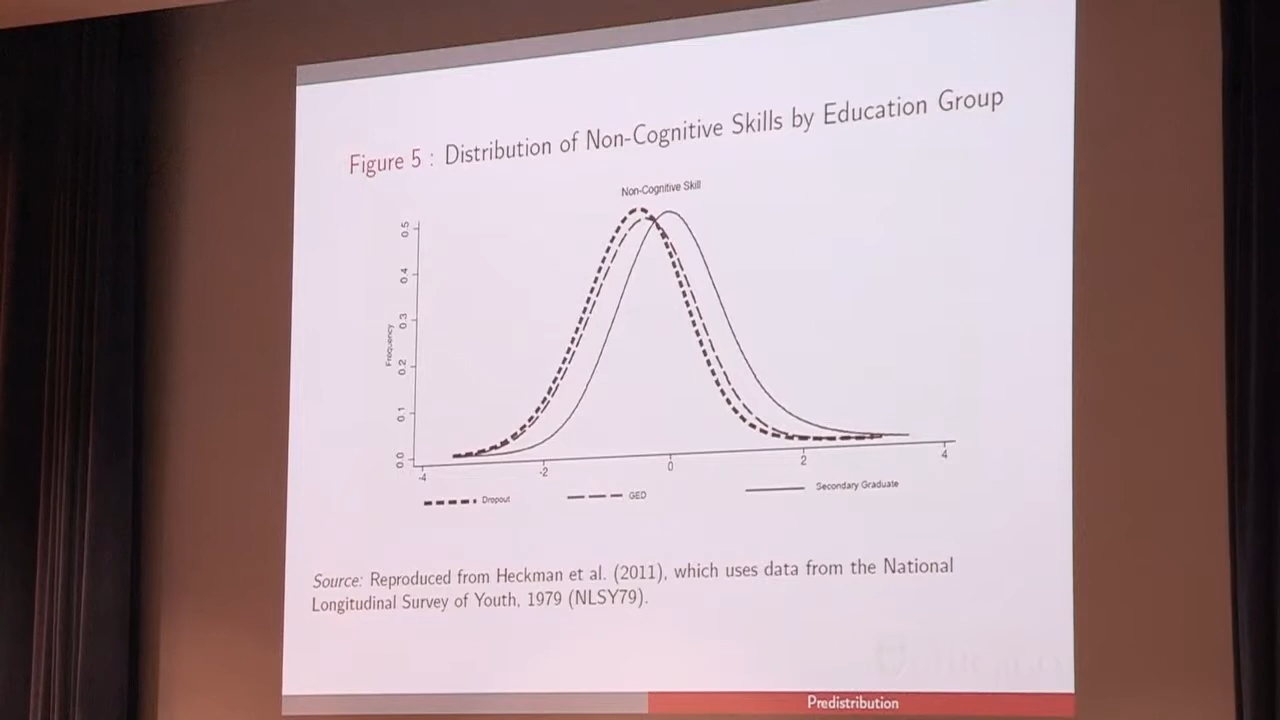 Figure 5 : Distribution of Non-Cognitive Skills by Education Group
Non-Cognitive Skill
Frequency
0.5
0.4
0.3
0.2
0.1
0.0
-4 -2 0 2 4
Dropout GED Secondary Graduate
Source: Reproduced from Heckman et al. (2011), which uses data from the National
Longitudinal Survey of Youth, 1979 (NLSY79).
Predistribution